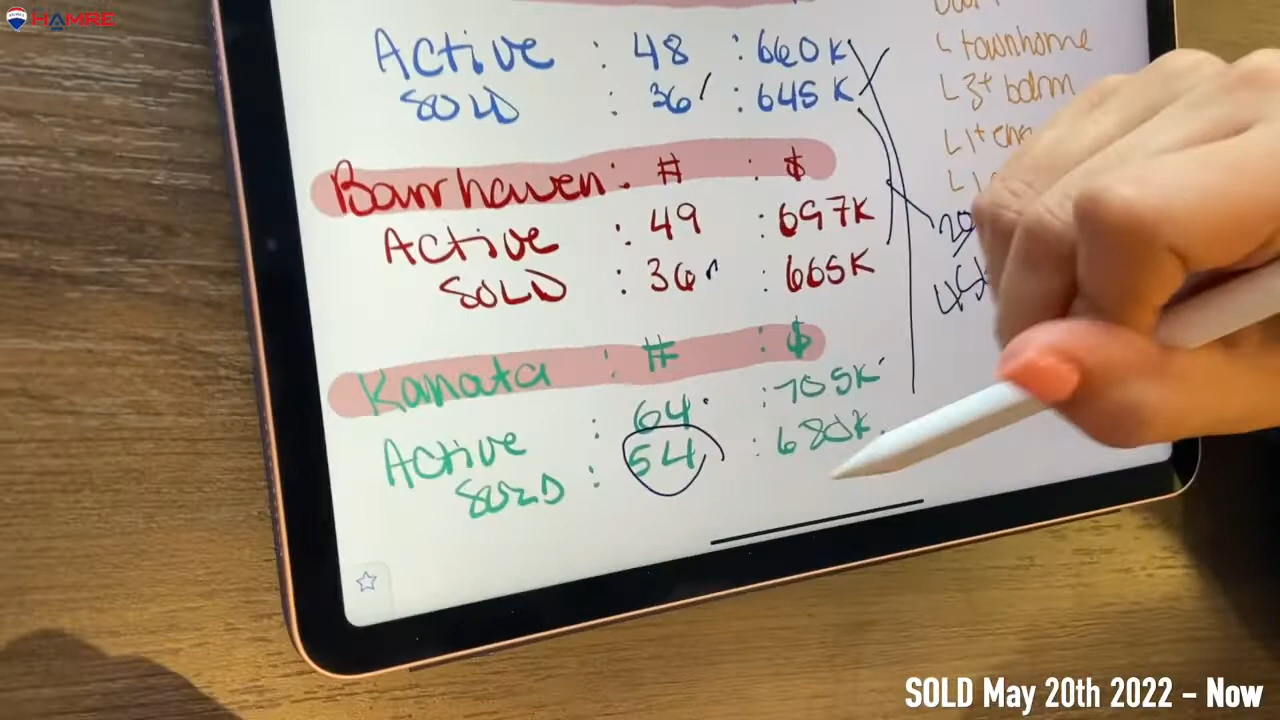 HAMRE
Active : 48 : 660K
SOLD : 36 : 645K
Barrhaven : # : $
Active : 49 : 697K
SOLD : 36 : 665K
Kanata : # : $
Active : 64 : 705K
SOLD : 54 : 680K
townhome
3+ bdrm
1+
SOLD May 20th 2022 - Now